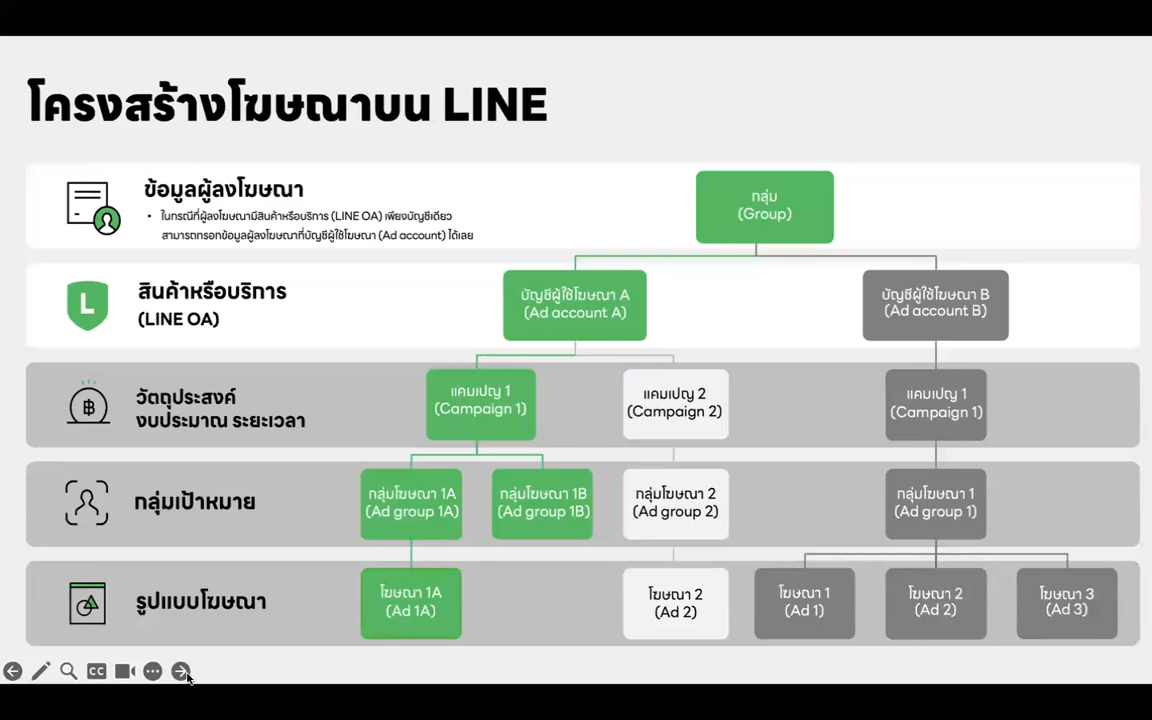 โครงสร้างโฆษณาบน LINE
ข้อมูลผู้ลงโฆษณา
• ในกรณีที่ผู้ลงโฆษณามีสินค้าหรือบริการ (LINE OA) เพียงบัญชีเดียว
สามารถกรอกข้อมูลผู้ลงโฆษณาที่บัญชีผู้ใช้โฆษณา (Ad account) ได้เลย
กลุ่ม
(Group)
L
สินค้าหรือบริการ
(LINE OA)
บัญชีผู้ใช้โฆษณา A
(Ad account A)
บัญชีผู้ใช้โฆษณา B
(Ad account B)
฿
วัตถุประสงค์
งบประมาณ ระยะเวลา
แคมเปญ 1
(Campaign 1)
แคมเปญ 2
(Campaign 2)
แคมเปญ 1
(Campaign 1)
กลุ่มเป้าหมาย
กลุ่มโฆษณา 1A
(Ad group 1A)
กลุ่มโฆษณา 1B
(Ad group 1B)
กลุ่มโฆษณา 2
(Ad group 2)
กลุ่มโฆษณา 1
(Ad group 1)
รูปแบบโฆษณา
โฆษณา 1A
(Ad 1A)
โฆษณา 2
(Ad 2)
โฆษณา 1
(Ad 1)
โฆษณา 2
(Ad 2)
โฆษณา 3
(Ad 3)
CC